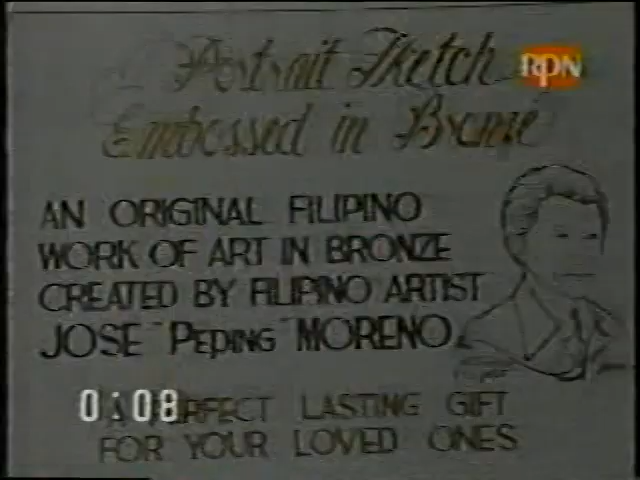 Portrait Sketch
RPN
Embossed in Bronze
AN ORIGINAL FILIPINO
WORK OF ART IN BRONZE
CREATED BY FILIPINO ARTIST
JOSE "PEPING" MORENO
0:08
A PERFECT LASTING GIFT
FOR YOUR LOVED ONES